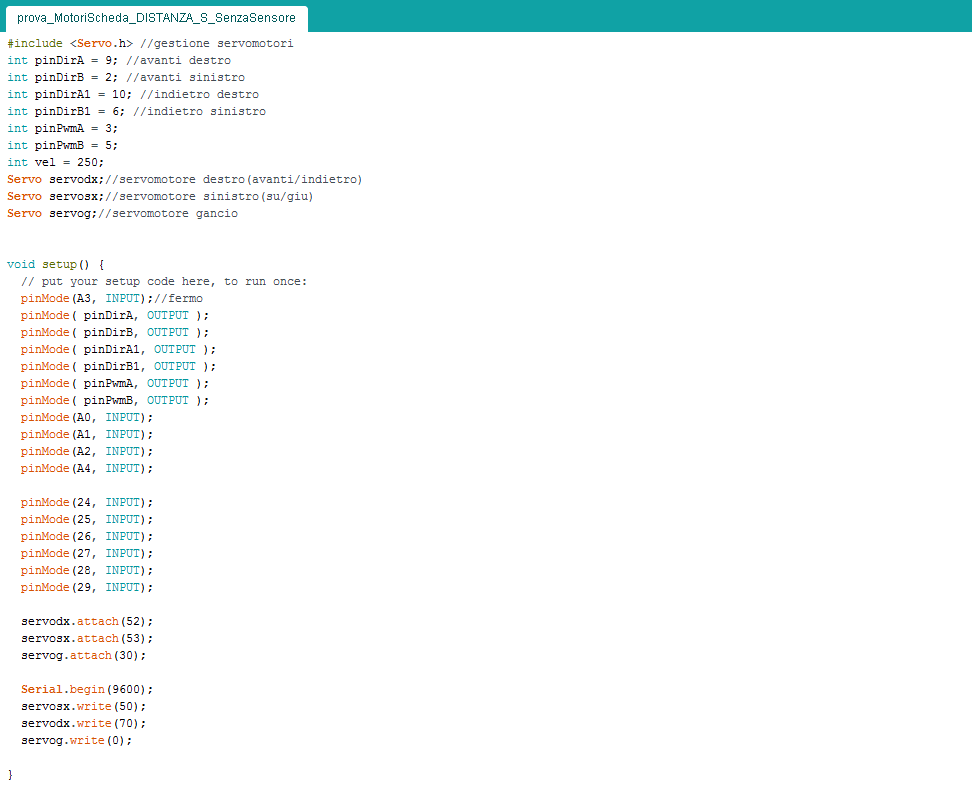 prova_MotoriScheda_DISTANZA_S_SenzaSensore
#include <Servo.h> //gestione servomotori
int pinDirA = 9; //avanti destro
int pinDirB = 2; //avanti sinistro
int pinDirA1 = 10; //indietro destro
int pinDirB1 = 6; //indietro sinistro
int pinPwmA = 3;
int pinPwmB = 5;
int vel = 250;
Servo servodx;//servomotore destro(avanti/indietro)
Servo servosx;//servomotore sinistro(su/giu)
Servo servog;//servomotore gancio
void setup() {
// put your setup code here, to run once:
pinMode(A3, INPUT);//fermo
pinMode( pinDirA, OUTPUT );
pinMode( pinDirB, OUTPUT );
pinMode( pinDirA1, OUTPUT );
pinMode( pinDirB1, OUTPUT );
pinMode( pinPwmA, OUTPUT );
pinMode( pinPwmB, OUTPUT );
pinMode(A0, INPUT);
pinMode(A1, INPUT);
pinMode(A2, INPUT);
pinMode(A4, INPUT);
pinMode(24, INPUT);
pinMode(25, INPUT);
pinMode(26, INPUT);
pinMode(27, INPUT);
pinMode(28, INPUT);
pinMode(29, INPUT);
servodx.attach(52);
servosx.attach(53);
servog.attach(30);
Serial.begin(9600);
servosx.write(50);
servodx.write(70);
servog.write(0);
}